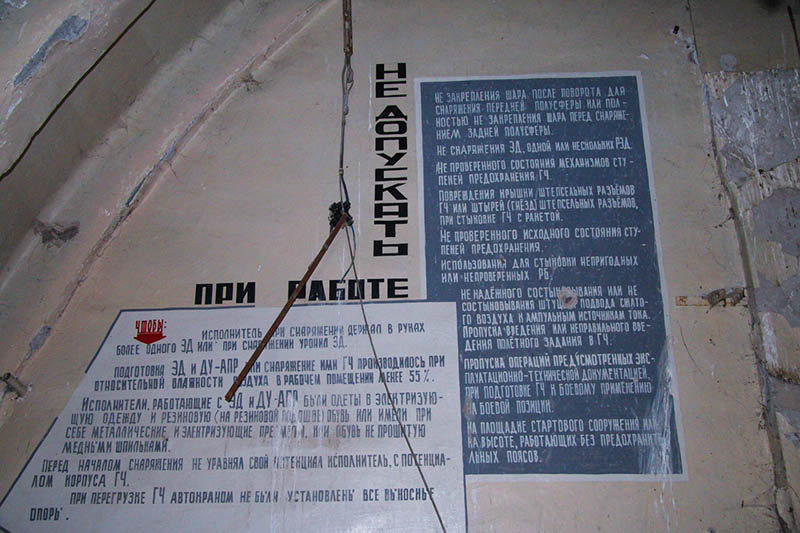 НЕ ДОПУСКАТЬ
ПРИ РАБОТЕ
ЧТОБЫ:
ИСПОЛНИТЕЛЬ ПРИ СНАРЯЖЕНИИ ДЕРЖАЛ В РУКАХ
БОЛЕЕ ОДНОГО ЭД ИЛИ ПРИ СНАРЯЖЕНИИ УРОНИЛ ЭД.
ПОДГОТОВКА ЭД И ДУ-АПР ИЛИ СНАРЯЖЕНИЕ ИМИ ГЧ ПРОИЗВОДИЛОСЬ ПРИ
ОТНОСИТЕЛЬНОЙ ВЛАЖНОСТИ ВОЗДУХА В РАБОЧЕМ ПОМЕЩЕНИИ МЕНЕЕ 55%.
ИСПОЛНИТЕЛИ, РАБОТАЮЩИЕ С ЭД И ДУ-АПР БЫЛИ ОДЕТЫ В ЭЛЕКТРИЗУЮ-
ЩУЮ ОДЕЖДУ И РЕЗИНОВУЮ (НА РЕЗИНОВОЙ ПОДОШВЕ) ОБУВЬ ИЛИ ИМЕЛИ ПРИ
СЕБЕ МЕТАЛЛИЧЕСКИЕ И ЭЛЕКТРИЗУЮЩИЕ ПРЕДМЕТЫ, ИЛИ ОБУВЬ НЕ ПРОШИТУЮ
МЕДНЫМИ ШПИЛЬКАМИ.
ПЕРЕД НАЧАЛОМ СНАРЯЖЕНИЯ НЕ УРАВНЯЛ СВОЙ ПОТЕНЦИАЛ ИСПОЛНИТЕЛЬ, С ПОТЕНЦИА-
ЛОМ КОРПУСА ГЧ.
ПРИ ПЕРЕГРУЗКЕ ГЧ АВТОКРАНОМ НЕ БЫЛИ УСТАНОВЛЕНЫ ВСЕ ВЫНОСНЫЕ
ОПОРЫ.
НЕ ЗАКРЕПЛЕНИЯ ШАРА ПОСЛЕ ПОВОРОТА ДЛЯ
СНАРЯЖЕНИЯ ПЕРЕДНЕЙ ПОЛУСФЕРЫ ИЛИ ПОЛ-
НОСТЬЮ НЕ ЗАКРЕПЛЕНИЯ ШАРА ПЕРЕД СНАРЯЖЕ-
НИЕМ ЗАДНЕЙ ПОЛУСФЕРЫ.
НЕ СНАРЯЖЕНИЯ ЭД, ОДНОЙ ИЛИ НЕСКОЛЬКИХ РЭД.
НЕ ПРОВЕРЕННОГО СОСТОЯНИЯ МЕХАНИЗМОВ СТУ-
ПЕНЕЙ ПРЕДОХРАНЕНИЯ ГЧ.
ПОВРЕЖДЕНИЯ КРЫШКИ/ШТЕПСЕЛЬНЫХ РАЗЪЁМОВ
ГЧ ИЛИ ШТЫРЕЙ (ГНЁЗД) ШТЕПСЕЛЬНЫХ РАЗЪЁМОВ,
ПРИ СТЫКОВКЕ ГЧ С РАКЕТОЙ.
НЕ ПРОВЕРЕННОГО ИСХОДНОГО СОСТОЯНИЯ СТУ-
ПЕНЕЙ ПРЕДОХРАНЕНИЯ.
ИСПОЛЬЗОВАНИЯ ДЛЯ СТЫКОВКИ НЕПРИГОДНЫХ
ИЛИ НЕПРОВЕРЕННЫХ РБ.
НЕ НАДЁЖНОГО СОСТЫКОВЫВАНИЯ ИЛИ НЕ
СОСТЫКОВЫВАНИЯ ШТУЦЕРА ПОДВОДА СЖАТО-
ГО ВОЗДУХА К АМПУЛЬНЫМ ИСТОЧНИКАМ ТОКА.
ПРОПУСКА ВВЕДЕНИЯ ИЛИ НЕПРАВИЛЬНОГО ВВЕ-
ДЕНИЯ ПОЛЁТНОГО ЗАДАНИЯ В ГЧ.
ПРОПУСКА ОПЕРАЦИЙ ПРЕДУСМОТРЕННЫХ ЭКС-
ПЛУАТАЦИОННО-ТЕХНИЧЕСКОЙ ДОКУМЕНТАЦИЕЙ,
ПРИ ПОДГОТОВКЕ ГЧ К БОЕВОМУ ПРИМЕНЕНИЮ
НА БОЕВОЙ ПОЗИЦИИ.
НА ПЛОЩАДКЕ СТАРТОВОГО СООРУЖЕНИЯ ИЛИ
НА ВЫСОТЕ, РАБОТАЮЩИХ БЕЗ ПРЕДОХРАНИТЕ-
ЛЬНЫХ ПОЯСОВ.